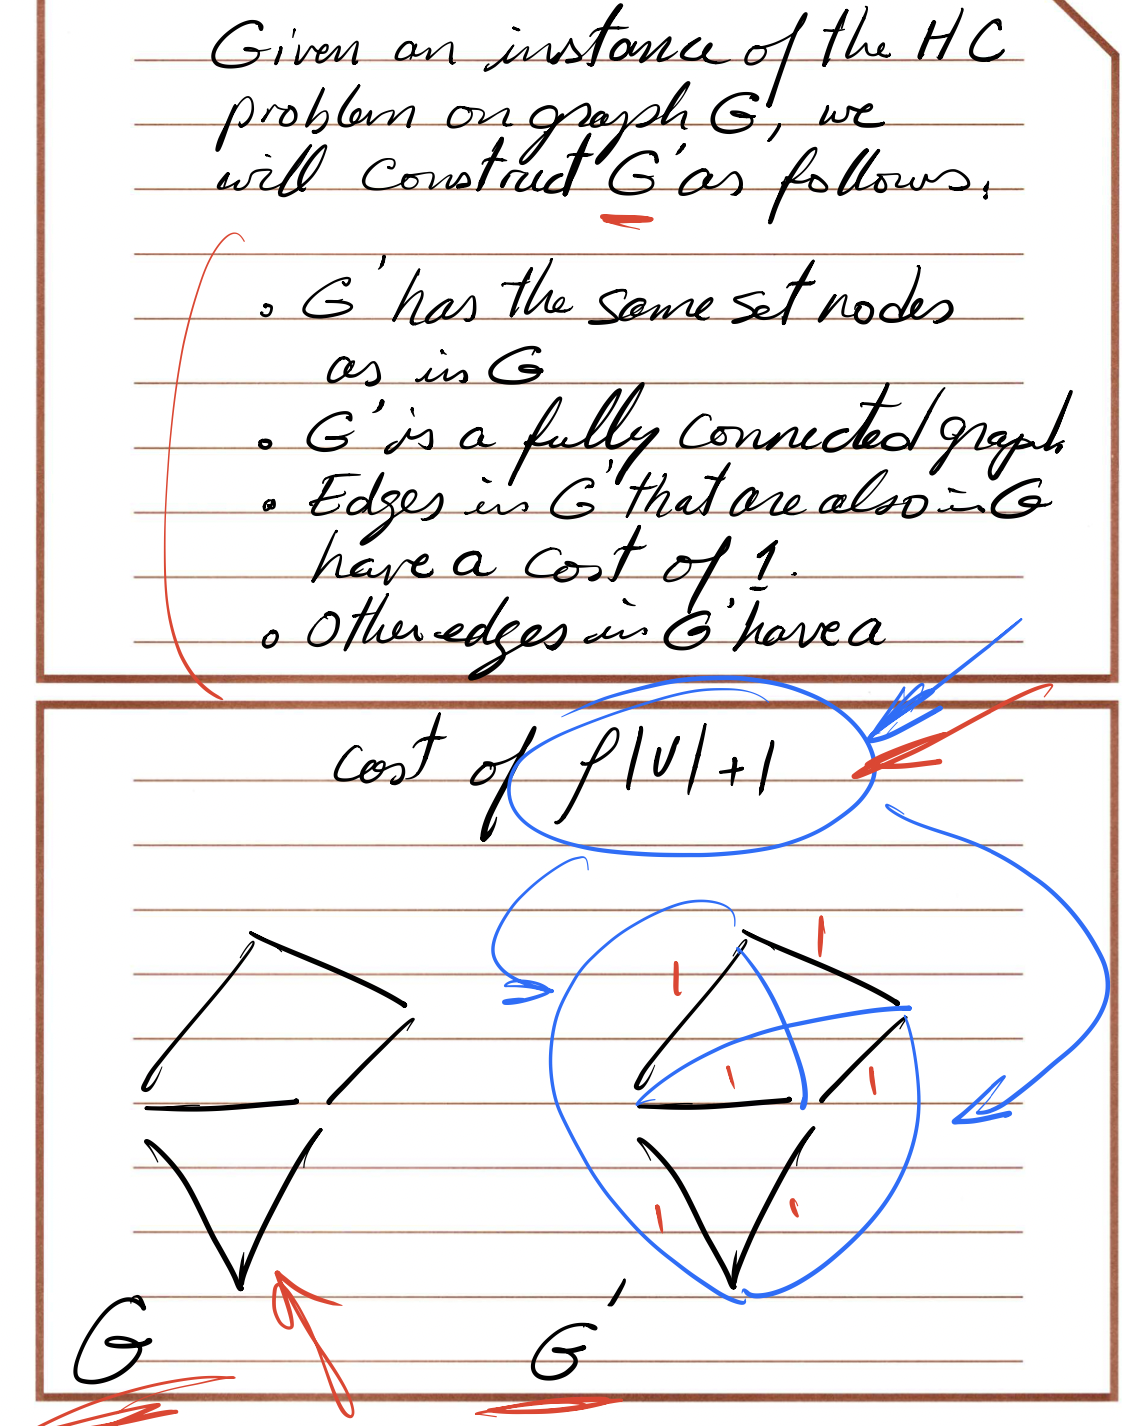 Given an instance of the HC
problem on graph G, we
will construct G' as follows.
G' has the same set nodes
as in G
G' is a fully connected graph
Edges in G' that are also in G
have a cost of 1.
Other edges in G' have a
cost of ρ|V|+1
1
1
1
1
1
1
G
G'